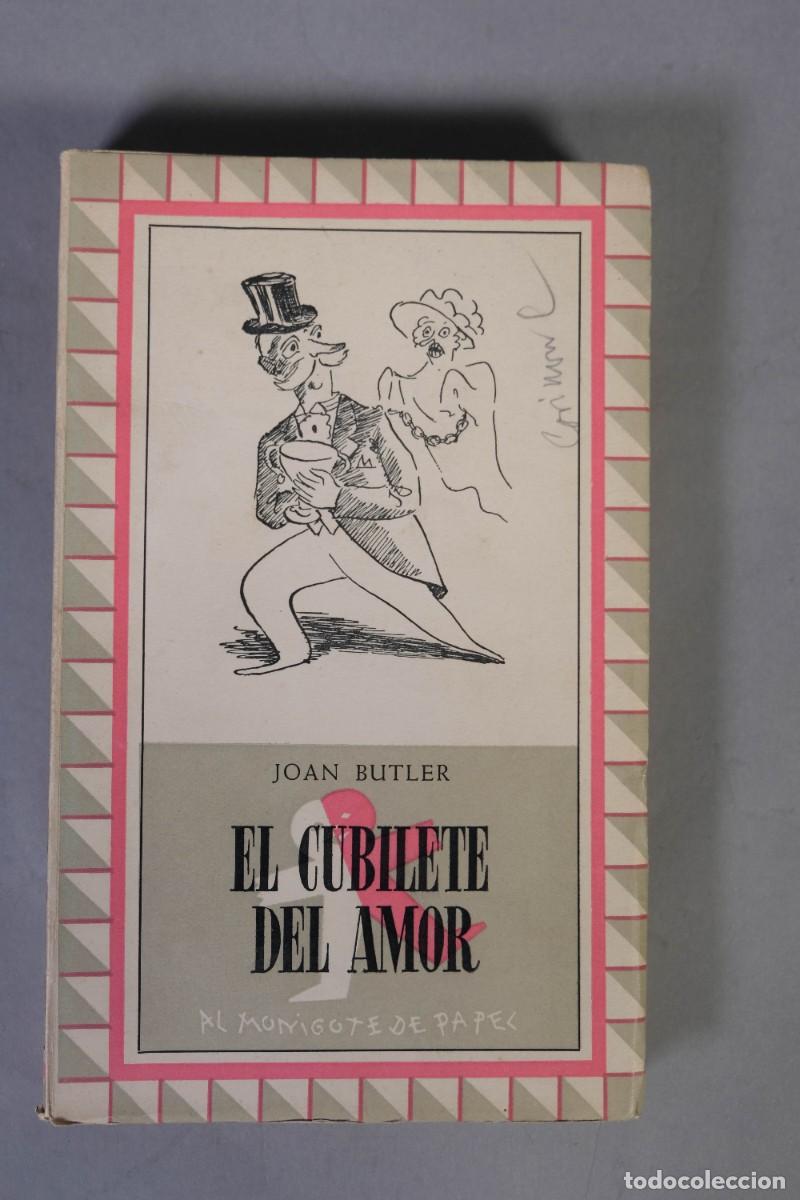 JOAN BUTLER
EL CUBILETE
DEL AMOR
AL MONIGOTE DE PAPEL
todocoleccion